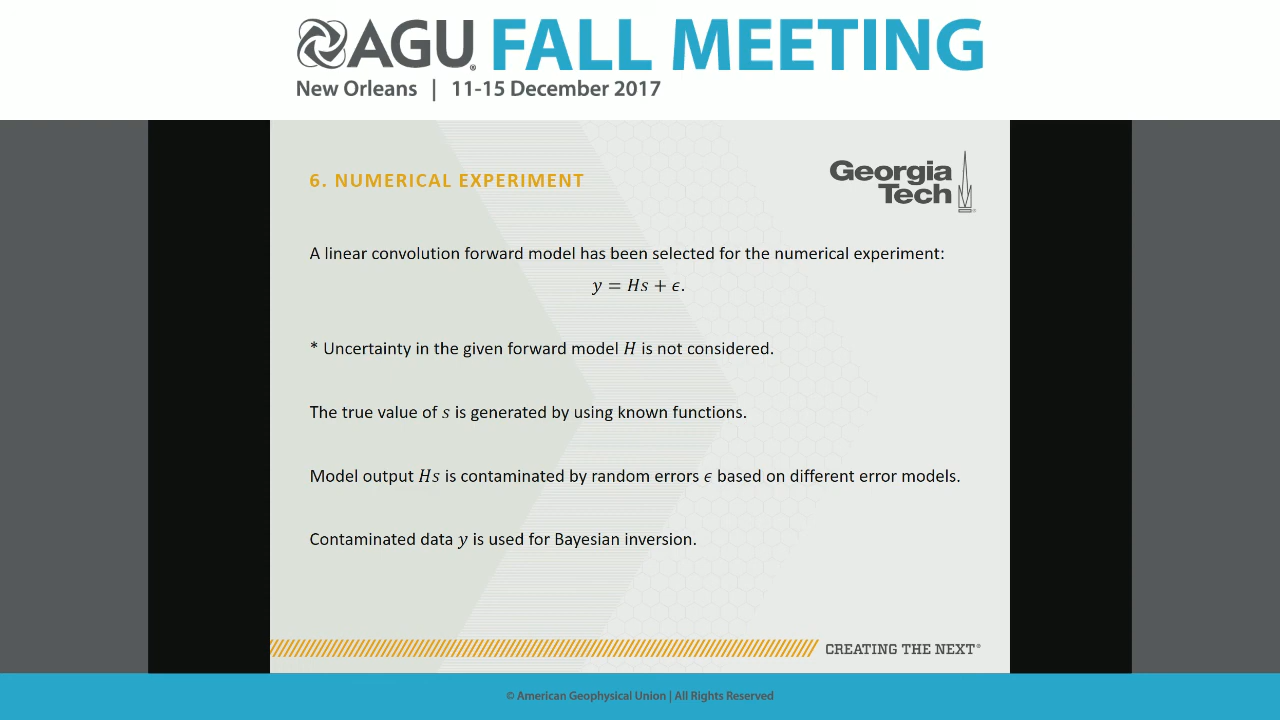 AGU® FALL MEETING
New Orleans | 11-15 December 2017
6. NUMERICAL EXPERIMENT
Georgia
Tech
A linear convolution forward model has been selected for the numerical experiment:
y = Hs + ϵ.
* Uncertainty in the given forward model H is not considered.
The true value of s is generated by using known functions.
Model output Hs is contaminated by random errors ϵ based on different error models.
Contaminated data y is used for Bayesian inversion.
CREATING THE NEXT®
© American Geophysical Union | All Rights Reserved